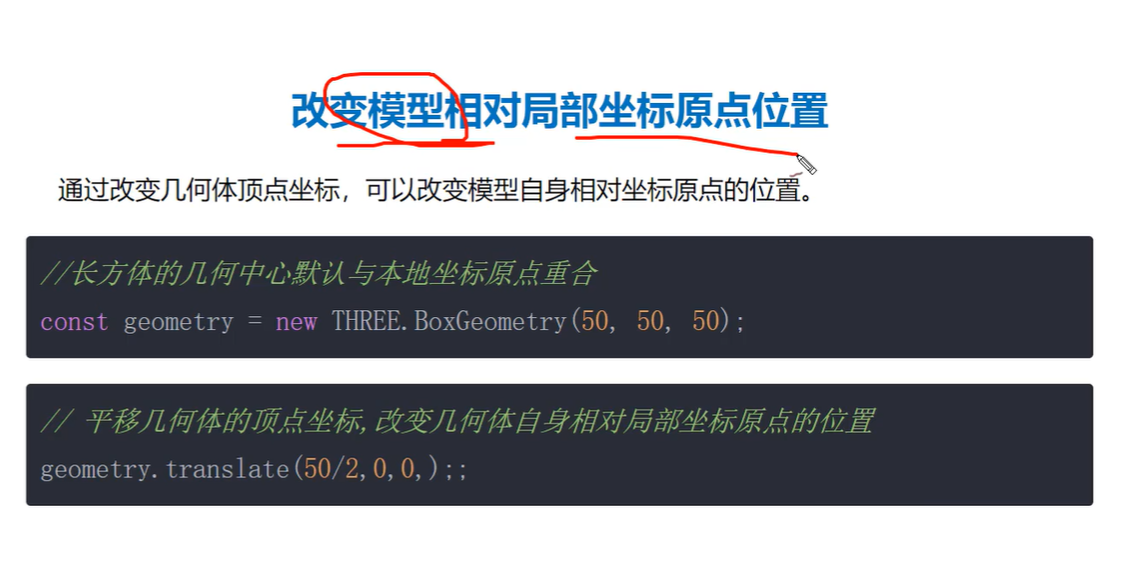 改变模型相对局部坐标原点位置
通过改变几何体顶点坐标，可以改变模型自身相对坐标原点的位置。
//长方体的几何中心默认与本地坐标原点重合
const geometry = new THREE.BoxGeometry(50, 50, 50);
// 平移几何体的顶点坐标,改变几何体自身相对局部坐标原点的位置
geometry.translate(50/2,0,0,);;